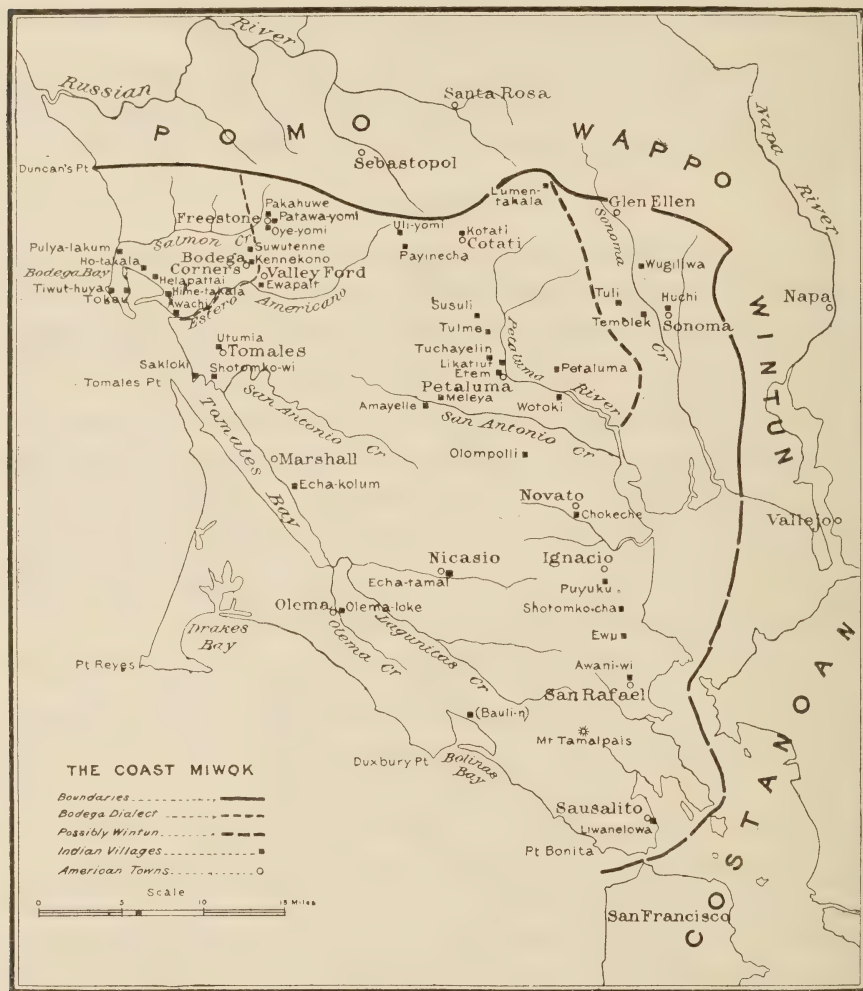 River
Russian
River
Santa Rosa
POMO
WAPPO
Napa River
Sebastopol
Duncan's Pt
Lumen-
takala
Glen Ellen
Pakahuwe
Freestone
Patawa-yomi
Oye-yomi
Uli-yomi
Kotati
Cotati
Sonoma Cr
Salmon Cr
Pulya-lakum
Suwutenne
Payinecha
Ho-takala
Bodega
Corners
Kennekono
Wugiliwa
Bodega Bay
Helapattai
Valley Ford
Tiwut-huya
Hime-takala
Ewapalt
Tokau
Awachi
Estero Americano
Tuli
Huchi
Napa
Susuli
Temblek
Sonoma
WINTUN
Tulme
Utumia
Tomales
Tuchayelin
Petaluma River
Likatiut
Etem
Petaluma
Sakloki
Shotomko-wi
Petaluma
Tomales Pt
Meleya
Amayelle
Wotoki
San Antonio Cr
San Antonio Cr
Tomales Bay
Marshall
Olompolli
Echa-kolum
Novato
Chokeche
Vallejo
Nicasio
Ignacio
Echa-tamal
Puyuku
Olema
Olema-loke
Shotomko-cha
Lagunitas Cr
Olema Cr
Drakes
Bay
Ewu
Pt Reyes
Awani-wi
San Rafael
COSTANOAN
(Bauli-n)
Mt Tamalpais
Duxbury Pt
Bolinas
Bay
THE COAST MIWOK
Boundaries
Bodega Dialect
Possibly Wintun
Indian Villages
American Towns
Scale
0 5 10 15 Miles
Sausalito
Liwanelowa
Pt Bonita
San Francisco